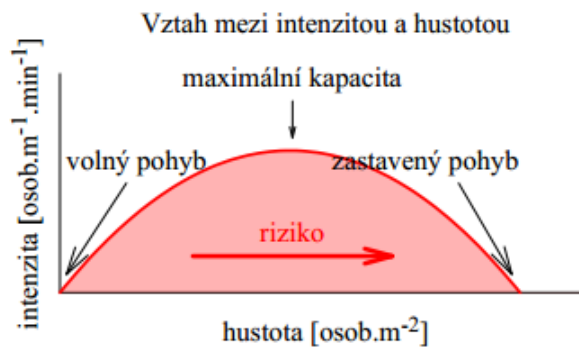 Vztah mezi intenzitou a hustotou
maximální kapacita
volný pohyb
zastavený pohyb
riziko
intenzita [osob.m⁻¹.min⁻¹]
hustota [osob.m⁻²]